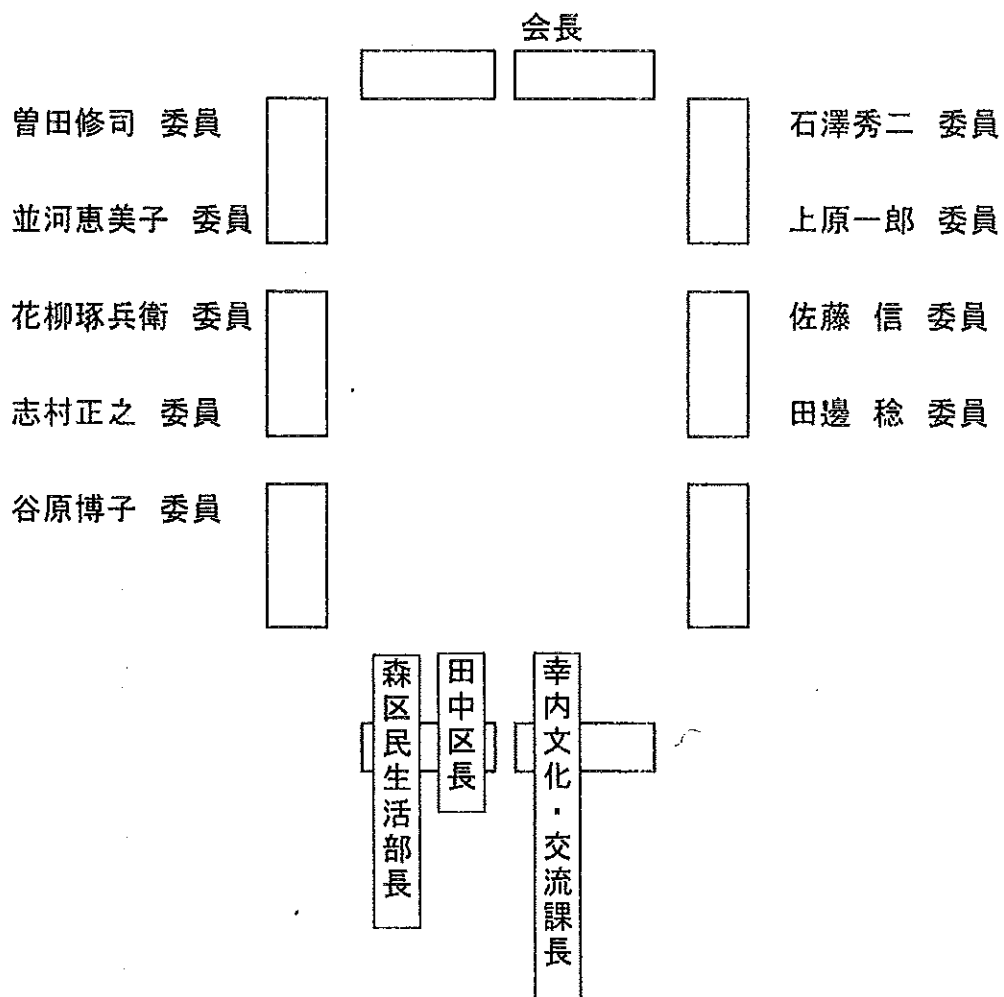 会長
曽田修司 委員
石澤秀二 委員
並河恵美子 委員
上原一郎 委員
花柳琢兵衛 委員
佐藤 信 委員
志村正之 委員
田邊 稔 委員
谷原博子 委員
森区民生活部長
田中区長
幸内文化・交流課長